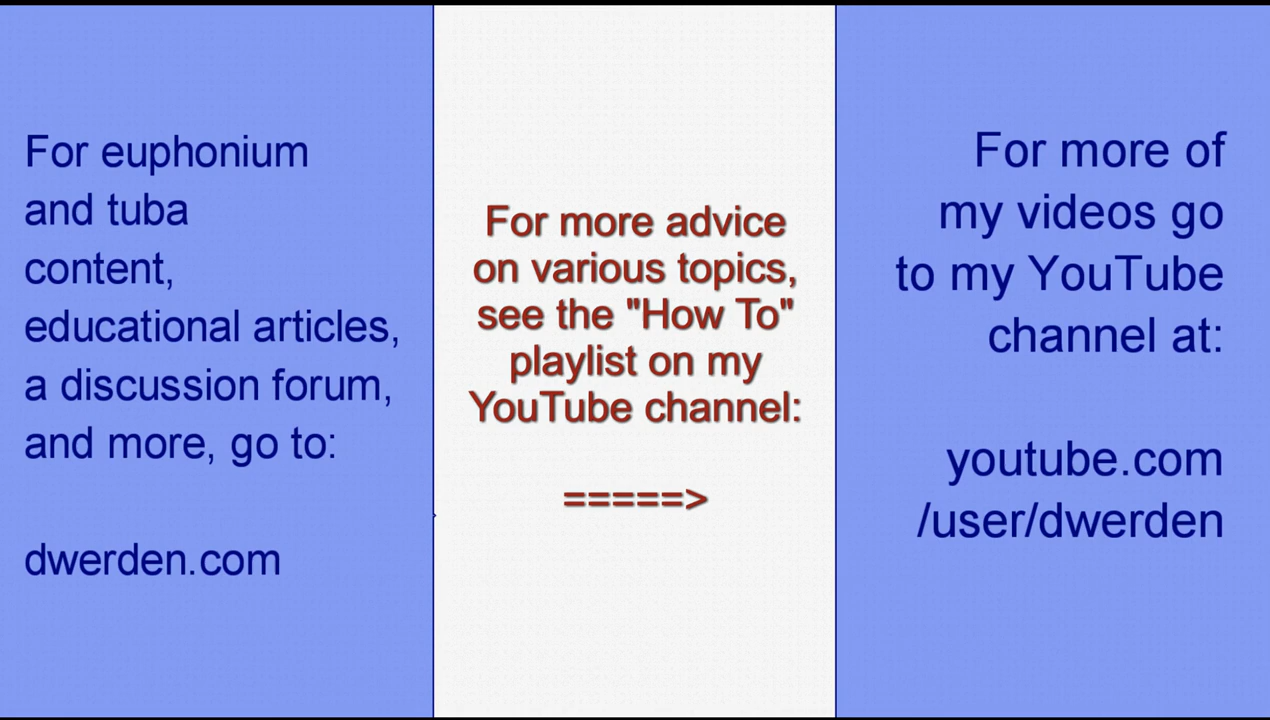 For euphonium
and tuba
content,
educational articles,
a discussion forum,
and more, go to:
dwerden.com
For more advice
on various topics,
see the "How To"
playlist on my
YouTube channel:
=====>
For more of
my videos go
to my YouTube
channel at:
youtube.com
/user/dwerden